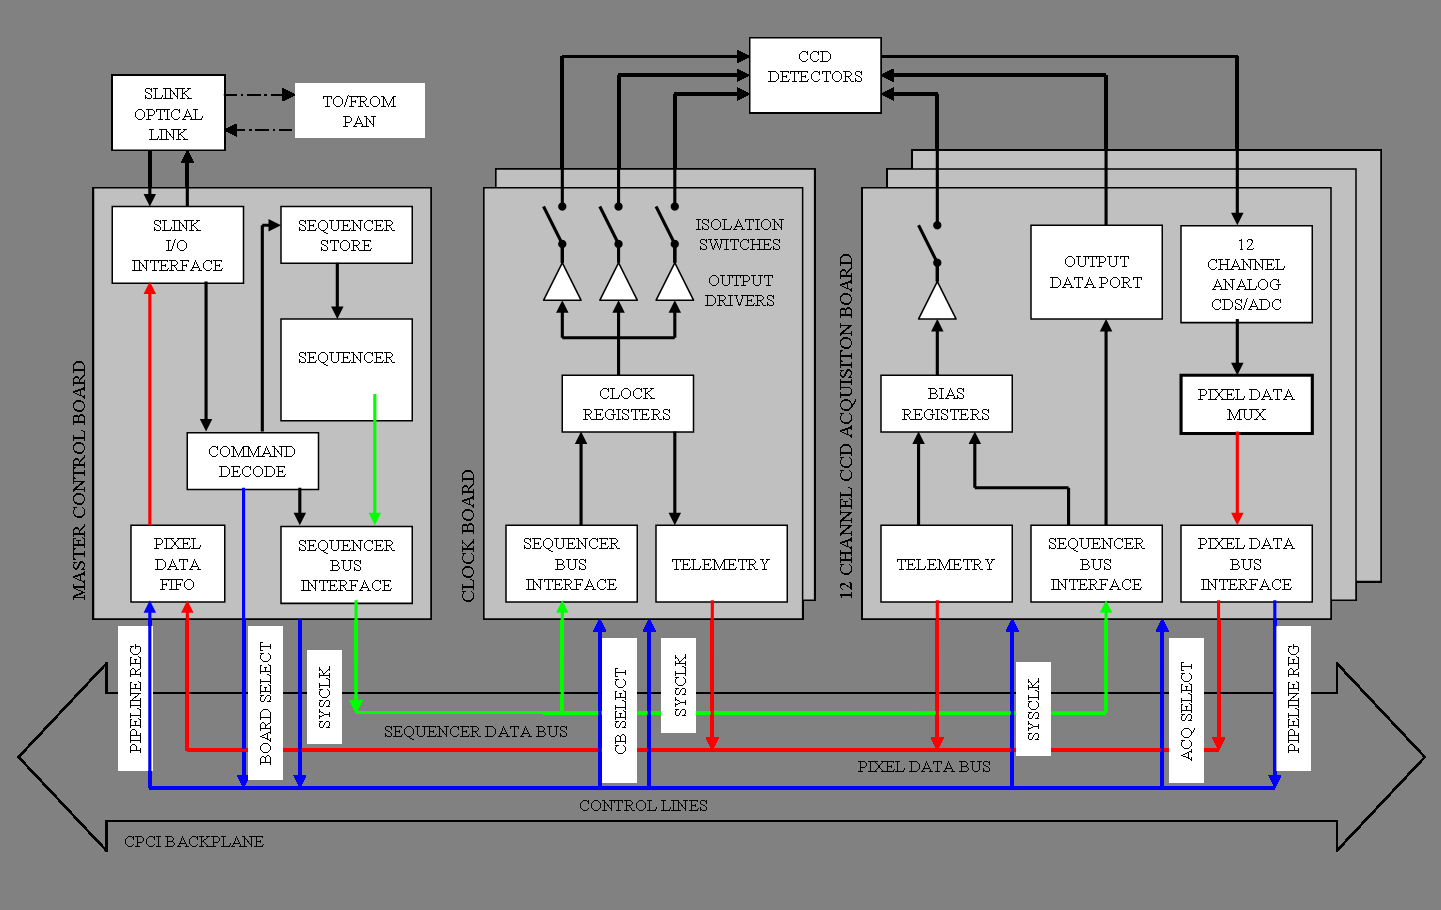 CCD
DETECTORS
SLINK
OPTICAL
LINK
TO/FROM
PAN
SLINK
I/O
INTERFACE
SEQUENCER
STORE
SEQUENCER
COMMAND
DECODE
PIXEL
DATA
FIFO
SEQUENCER
BUS
INTERFACE
MASTER CONTROL BOARD
ISOLATION
SWITCHES
OUTPUT
DRIVERS
CLOCK
REGISTERS
SEQUENCER
BUS
INTERFACE
TELEMETRY
CLOCK BOARD
OUTPUT
DATA PORT
12
CHANNEL
ANALOG
CDS/ADC
BIAS
REGISTERS
PIXEL DATA
MUX
TELEMETRY
SEQUENCER
BUS
INTERFACE
PIXEL DATA
BUS
INTERFACE
12 CHANNEL CCD ACQUISITON BOARD
PIPELINE REG
BOARD SELECT
SYSCLK
CB SELECT
SYSCLK
SYSCLK
ACQ SELECT
PIPELINE REG
SEQUENCER DATA BUS
PIXEL DATA BUS
CONTROL LINES
CPCI BACKPLANE